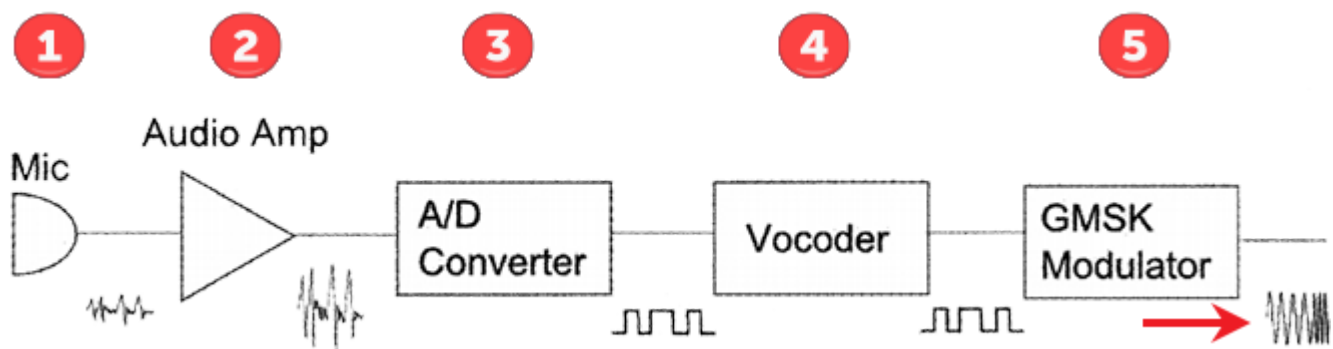 1
2
3
4
5
Audio Amp
Mic
A/D
Converter
Vocoder
GMSK
Modulator